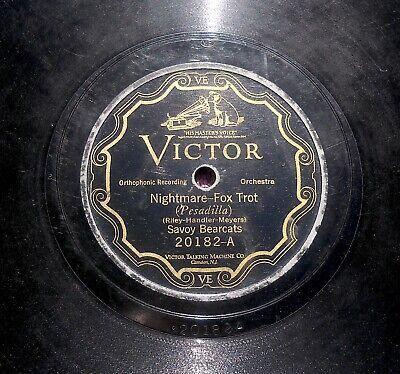 VE
"HIS MASTER'S VOICE"
VICTOR
Orthophonic Recording Orchestra
Nightmare-Fox Trot
(Pesadilla)
(Riley-Handler-Meyers)
Savoy Bearcats
20182-A
VICTOR TALKING MACHINE CO.
Camden, N.J.
VE
20182A